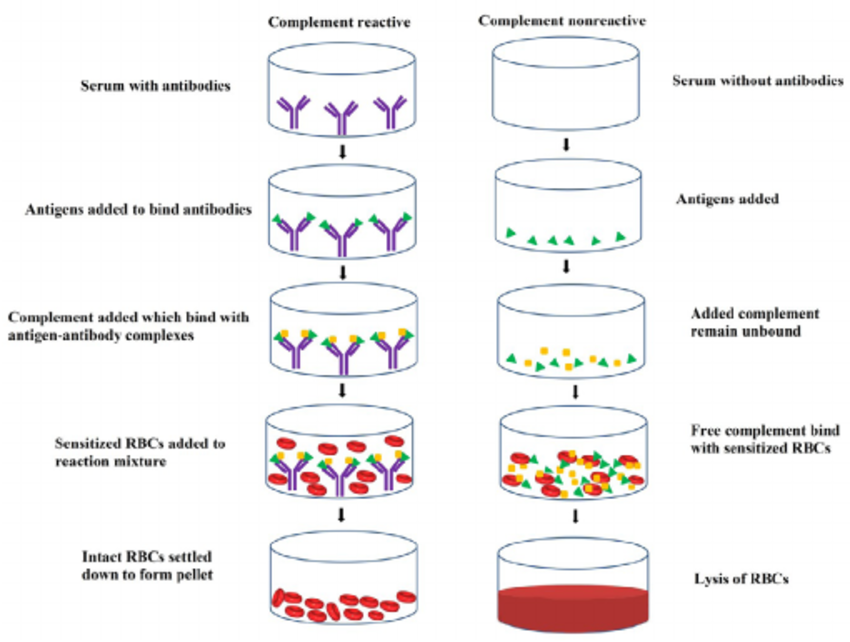 Complement reactive
Complement nonreactive
Serum with antibodies
Serum without antibodies
Antigens added to bind antibodies
Antigens added
Complement added which bind with
antigen-antibody complexes
Added complement
remain unbound
Sensitized RBCs added to
reaction mixture
Free complement bind
with sensitized RBCs
Intact RBCs settled
down to form pellet
Lysis of RBCs